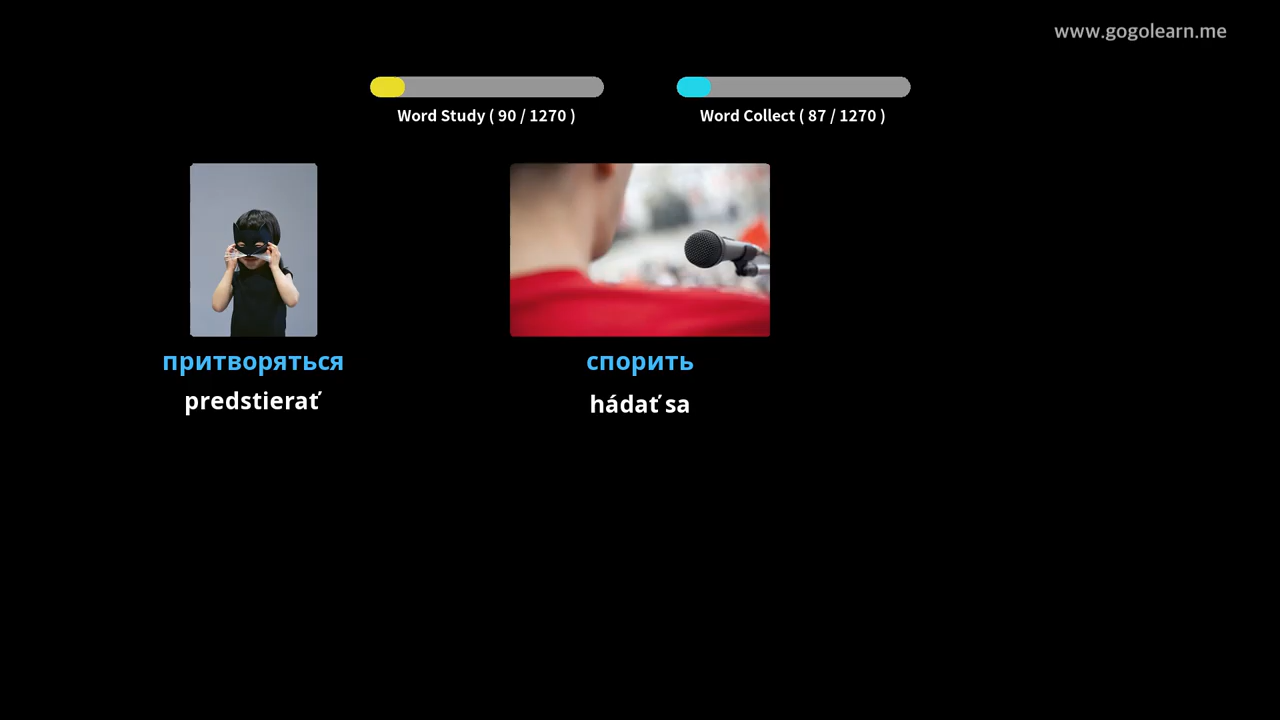 www.gogolearn.me
Word Study ( 90 / 1270 )
Word Collect ( 87 / 1270 )
притворяться
predstierať
спорить
hádať sa